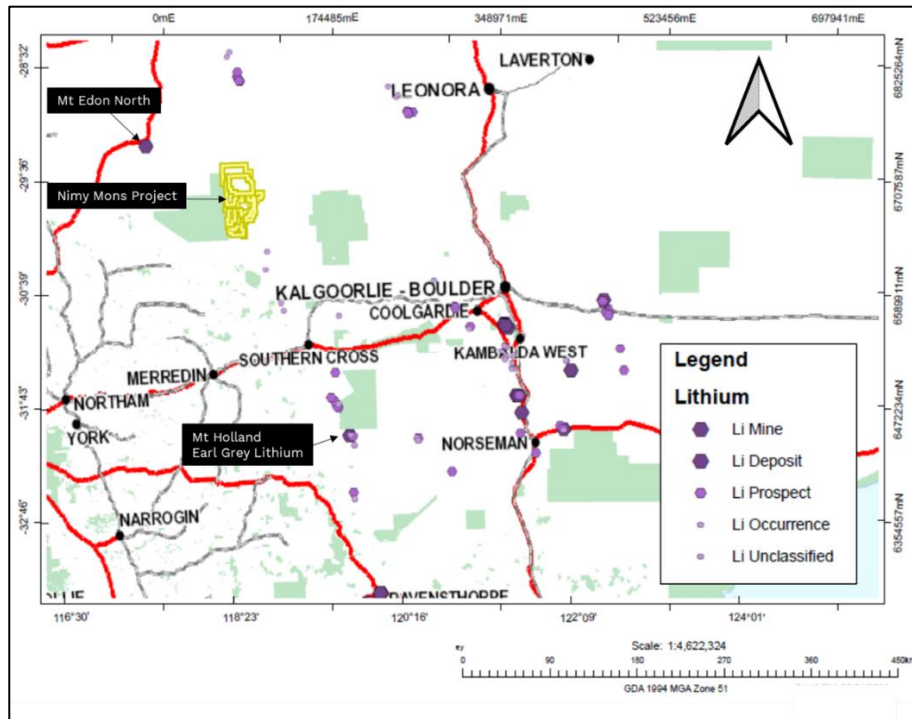 0mE 174485mE 348971mE 523456mE 697941mE
-28°32'
6825264mN
LAVERTON
LEONORA
Mt Edon North
-29°36'
6707587mN
Nimy Mons Project
-30°39'
6589911mN
KALGOORLIE - BOULDER
COOLGARDIE
KAMBALDA WEST
SOUTHERN CROSS
MERREDIN
-31°43'
6472234mN
NORTHAM
YORK
Mt Holland
Earl Grey Lithium
NORSEMAN
-32°46'
6354557mN
NARROGIN
Legend
Lithium
Li Mine
Li Deposit
Li Prospect
Li Occurrence
Li Unclassified
RAVENSTHORPE
116°30' 118°23' 120°16' 122°09' 124°01'
Scale: 1:4,622,324
0 90 180 270 360 450km
GDA 1994 MGA Zone 51